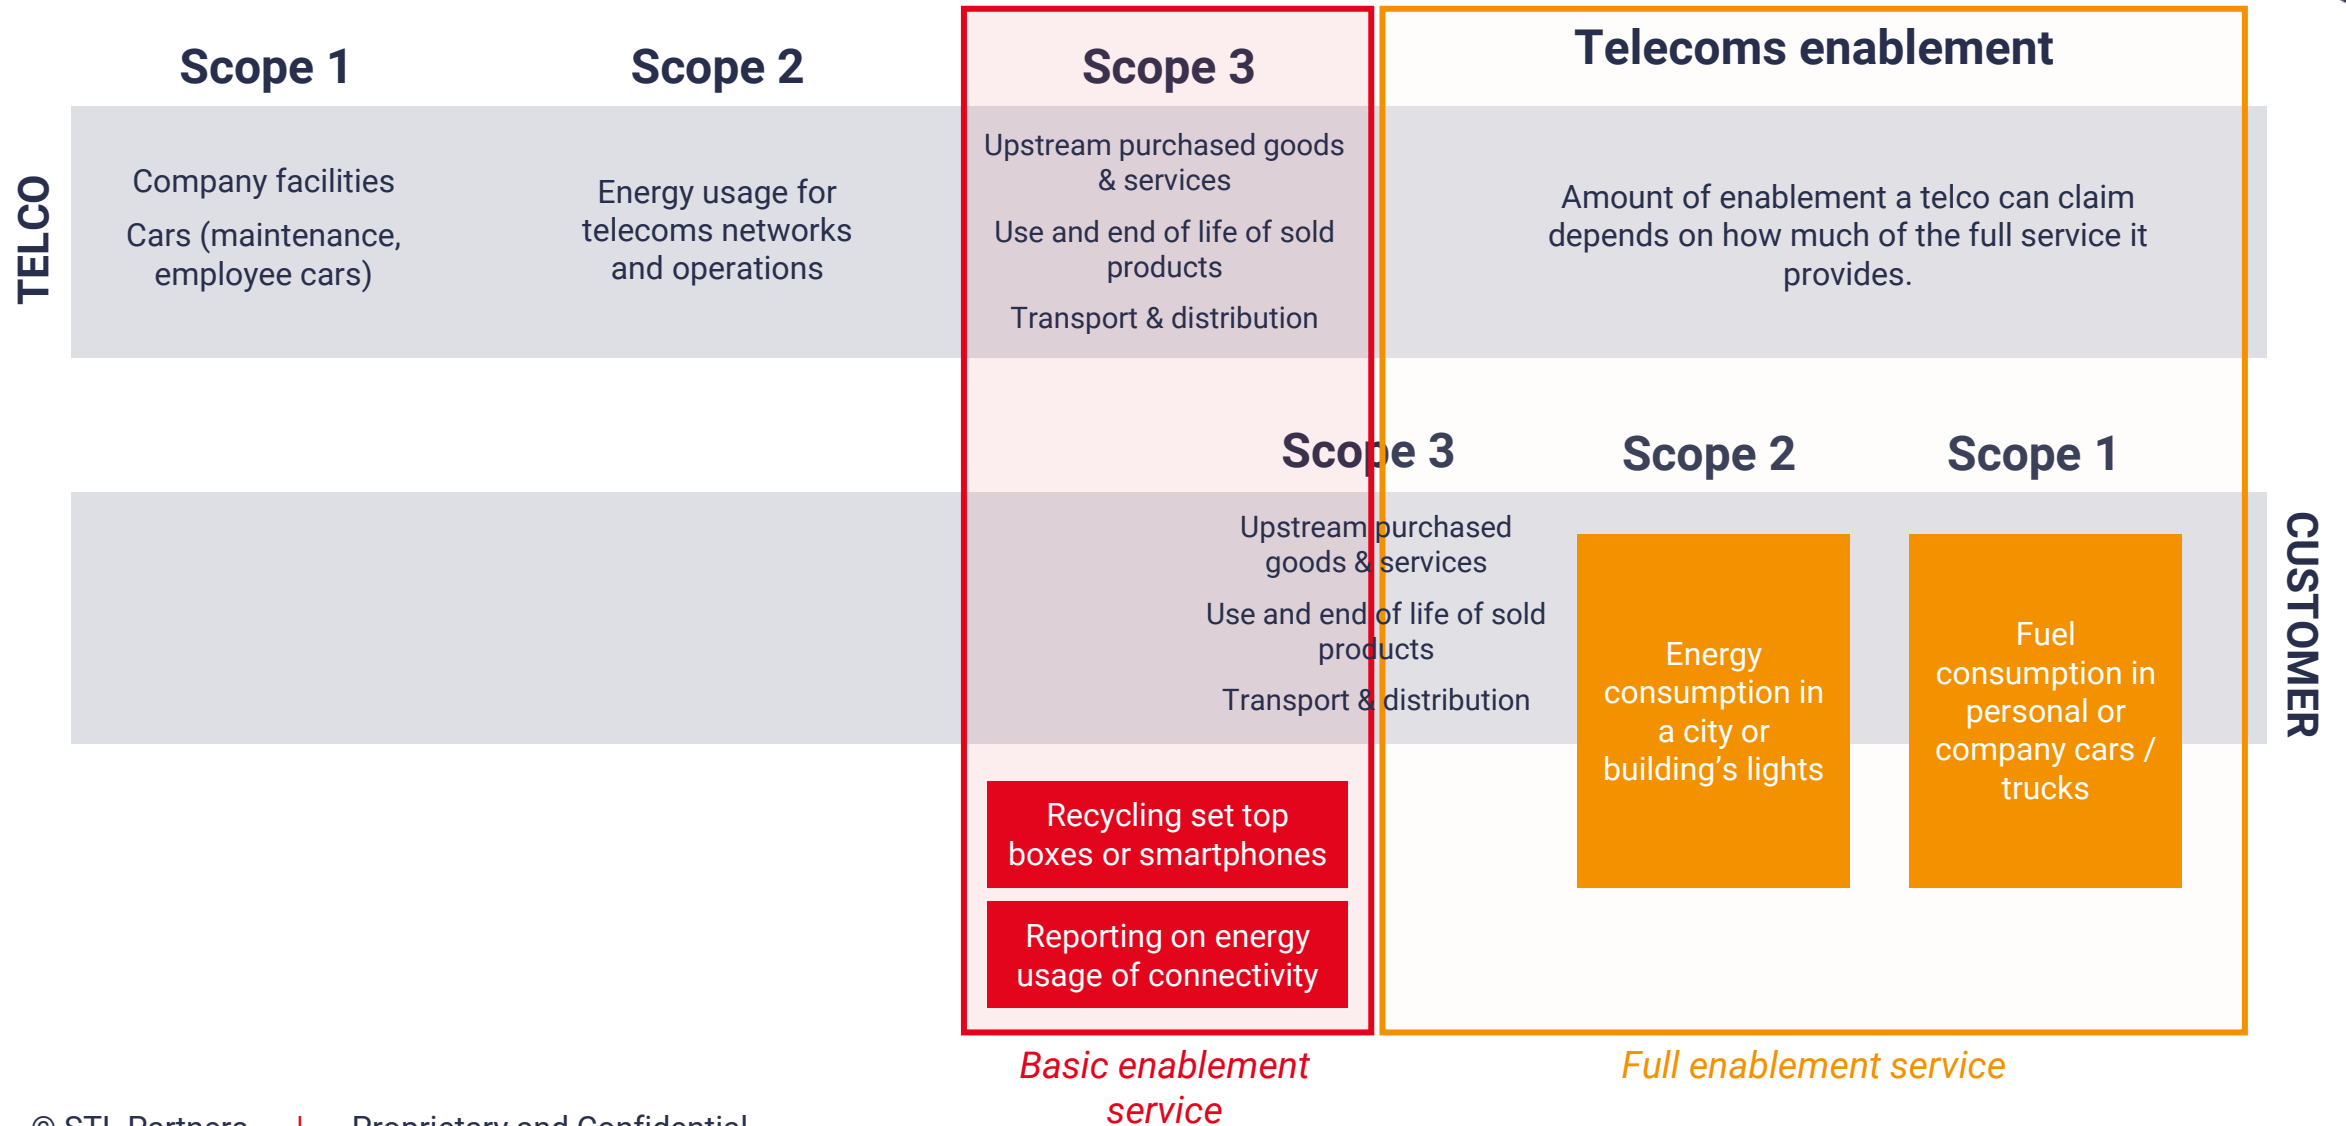 Scope 1
Scope 2
Scope 3
Telecoms enablement
TELCO
Company facilities
Cars (maintenance,
employee cars)
Energy usage for
telecoms networks
and operations
Upstream purchased goods
& services
Use and end of life of sold
products
Transport & distribution
Amount of enablement a telco can claim
depends on how much of the full service it
provides.
Scope 3
Scope 2
Scope 1
CUSTOMER
Upstream purchased
goods & services
Use and end of life of sold
products
Transport & distribution
Energy
consumption in
a city or
building’s lights
Fuel
consumption in
personal or
company cars /
trucks
Recycling set top
boxes or smartphones
Reporting on energy
usage of connectivity
Basic enablement
service
Full enablement service
© STL Partners | Proprietary and Confidential